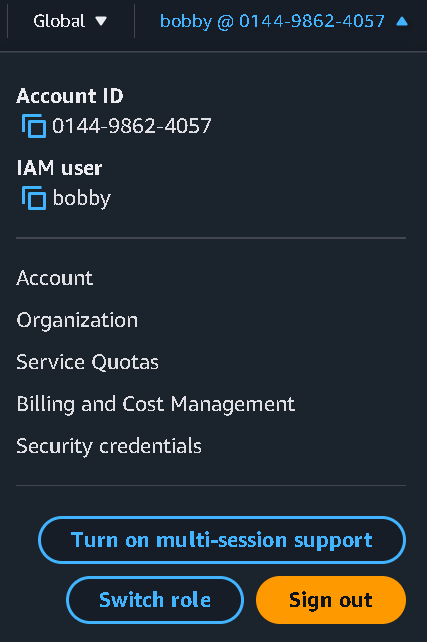 Global bobby @ 0144-9862-4057
Account ID
0144-9862-4057
IAM user
bobby
Account
Organization
Service Quotas
Billing and Cost Management
Security credentials
Turn on multi-session support
Switch role Sign out